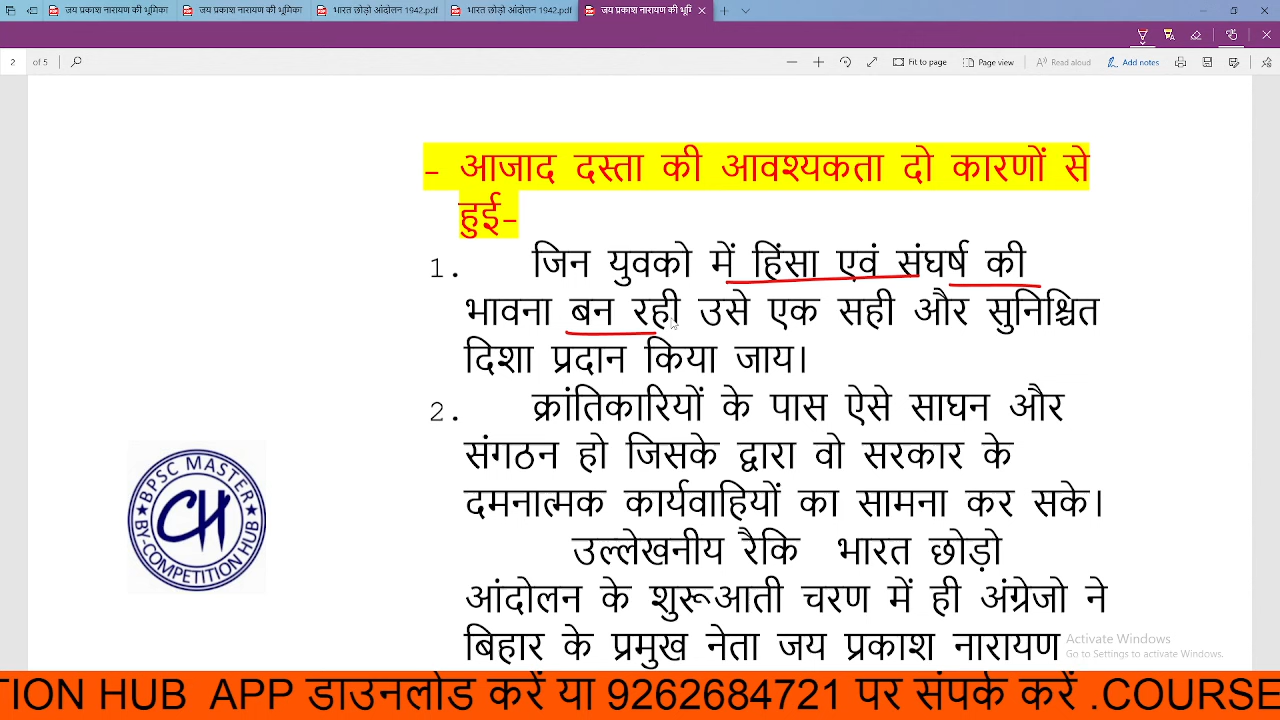 जय प्रकाश नारायण की भूमिका
जय प्रकाश नारायण की भूमिका
भारत छोड़ो आंदोलन 1942.pdf
भारत छोड़ो आंदोलन 1942.pdf
जय प्रकाश नारायण की भूमि
2 of 5
Fit to page
Page view
Read aloud
Add notes
- आजाद दस्ता की आवश्यकता दो कारणों से
हुई-
1. जिन युवको में हिंसा एवं संघर्ष की
भावना बन रही उसे एक सही और सुनिश्चित
दिशा प्रदान किया जाय।
2. क्रांतिकारियों के पास ऐसे साघन और
संगठन हो जिसके द्वारा वो सरकार के
दमनात्मक कार्यवाहियों का सामना कर सके।
उल्लेखनीय रैकि भारत छोड़ो
आंदोलन के शुरूआती चरण में ही अंग्रेजो ने
बिहार के प्रमुख नेता जय प्रकाश नारायण
BPSC MASTER
CH
BY-COMPETITION HUB
Activate Windows
Go to Settings to activate Windows.
TION HUB APP डाउनलोड करें या 9262684721 पर संपर्क करें .COURSE